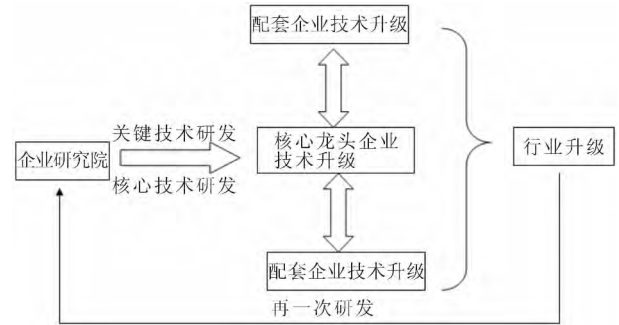 配套企业技术升级
关键技术研发
企业研究院
核心技术研发
核心龙头企业
技术升级
行业升级
配套企业技术升级
再一次研发